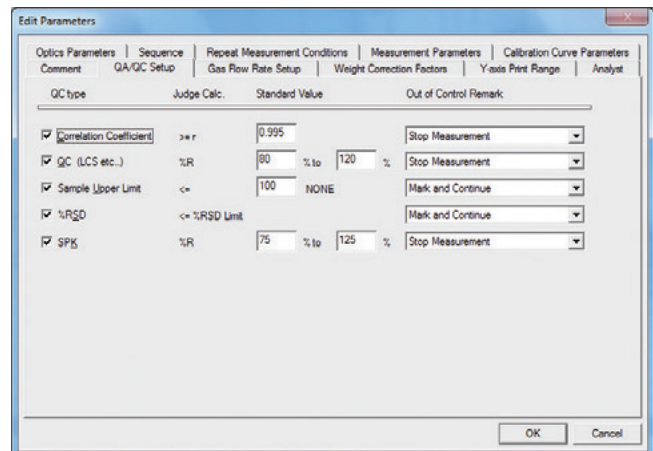 Edit Parameters
Optics Parameters Sequence Repeat Measurement Conditions Measurement Parameters Calibration Curve Parameters
Comment QA/QC Setup Gas Flow Rate Setup Weight Correction Factors Y-axis Print Range Analyst
QC type Judge Calc. Standard Value Out of Control Remark
Correlation Coefficient >=r 0.995 Stop Measurement
QC (LCS etc..) %R 80 % to 120 % Stop Measurement
Sample Upper Limit <= 100 NONE Mark and Continue
%RSD <= %RSD Limit Mark and Continue
SPK %R 75 % to 125 % Stop Measurement
OK Cancel